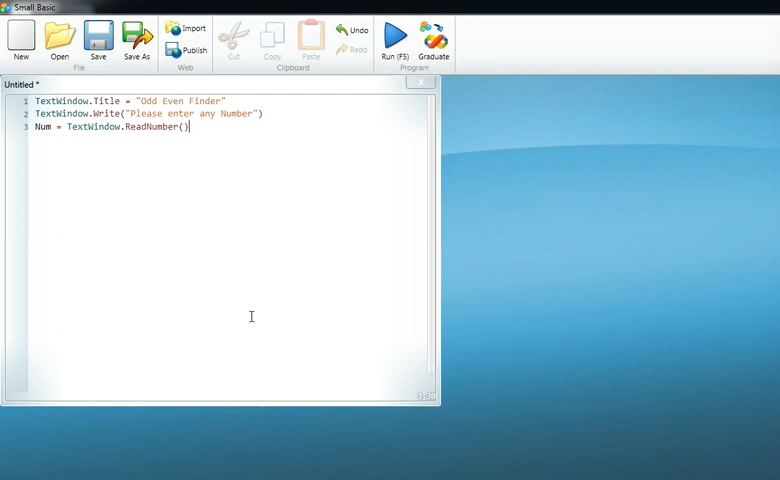 Small Basic
New
Open
Save
Save As
Import
Publish
Cut
Copy
Paste
Undo
Redo
Run (F5)
Graduate
File
Web
Clipboard
Program
Untitled *
1 TextWindow.Title = "Odd Even Finder"
2 TextWindow.Write("Please enter any Number")
3 Num = TextWindow.ReadNumber()
3,30